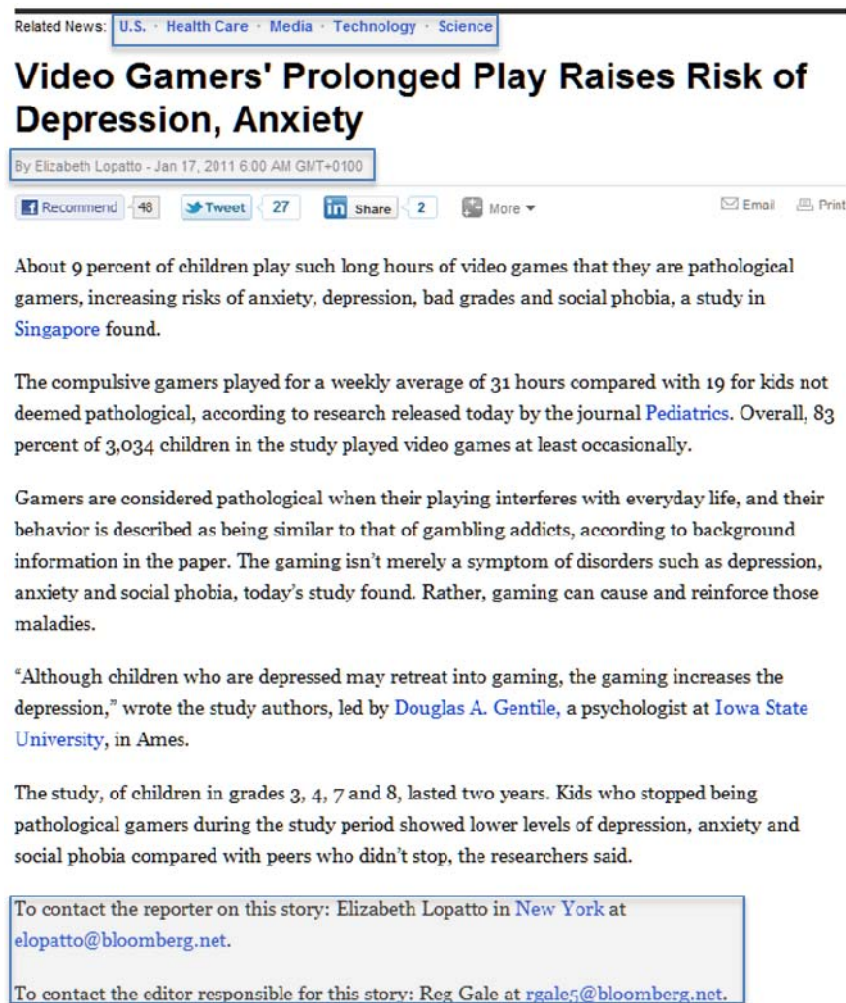 Related News: U.S. · Health Care · Media · Technology · Science
Video Gamers' Prolonged Play Raises Risk of
Depression, Anxiety
By Elizabeth Lopatto - Jan 17, 2011 6:00 AM GMT+0100
Recommend 48 Tweet 27 in Share 2 More Email Print
About 9 percent of children play such long hours of video games that they are pathological
gamers, increasing risks of anxiety, depression, bad grades and social phobia, a study in
Singapore found.
The compulsive gamers played for a weekly average of 31 hours compared with 19 for kids not
deemed pathological, according to research released today by the journal Pediatrics. Overall, 83
percent of 3,034 children in the study played video games at least occasionally.
Gamers are considered pathological when their playing interferes with everyday life, and their
behavior is described as being similar to that of gambling addicts, according to background
information in the paper. The gaming isn't merely a symptom of disorders such as depression,
anxiety and social phobia, today's study found. Rather, gaming can cause and reinforce those
maladies.
“Although children who are depressed may retreat into gaming, the gaming increases the
depression,” wrote the study authors, led by Douglas A. Gentile, a psychologist at Iowa State
University, in Ames.
The study, of children in grades 3, 4, 7 and 8, lasted two years. Kids who stopped being
pathological gamers during the study period showed lower levels of depression, anxiety and
social phobia compared with peers who didn't stop, the researchers said.
To contact the reporter on this story: Elizabeth Lopatto in New York at
elopatto@bloomberg.net.
To contact the editor responsible for this story: Reg Gale at rgale5@bloomberg.net.